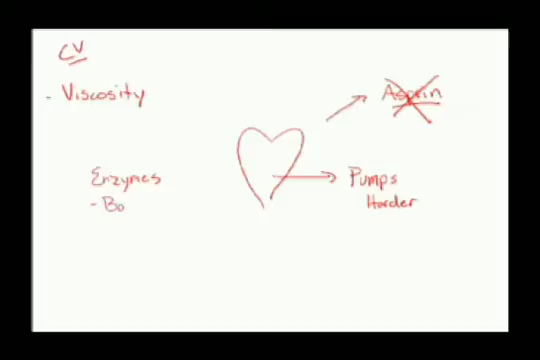 CV
- Viscosity
Aspirin
Enzymes
- Bo
Pumps
Harder